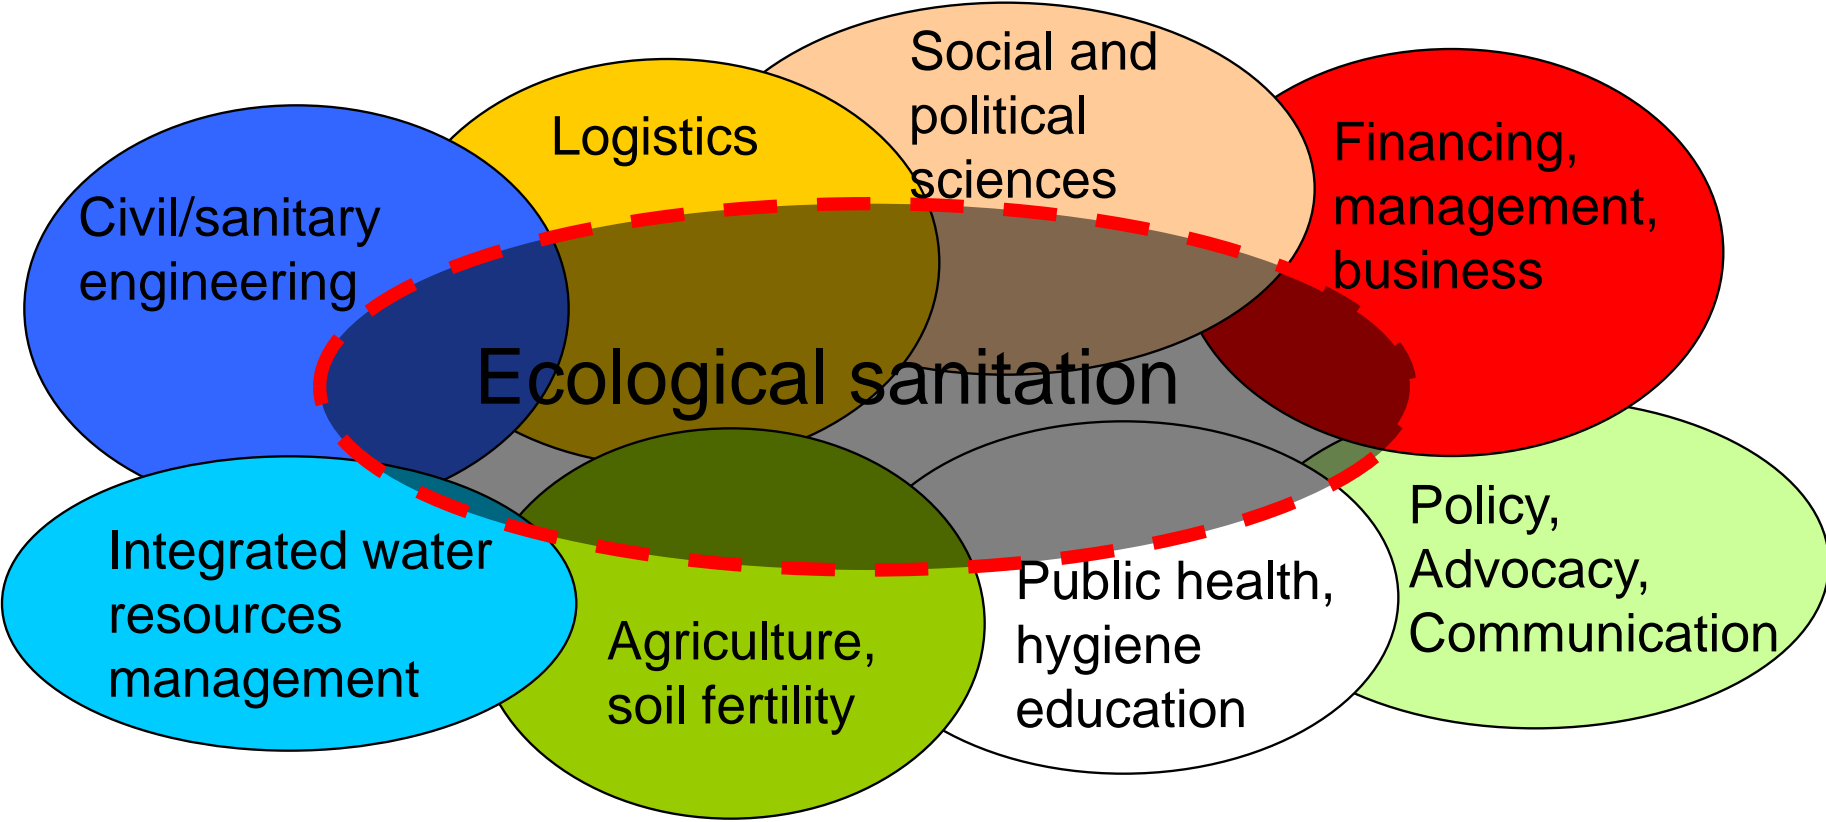 Social and
political
sciences
Logistics
Financing,
management,
business
Civil/sanitary
engineering
Ecological sanitation
Integrated water
resources
management
Agriculture,
soil fertility
Public health,
hygiene
education
Policy,
Advocacy,
Communication